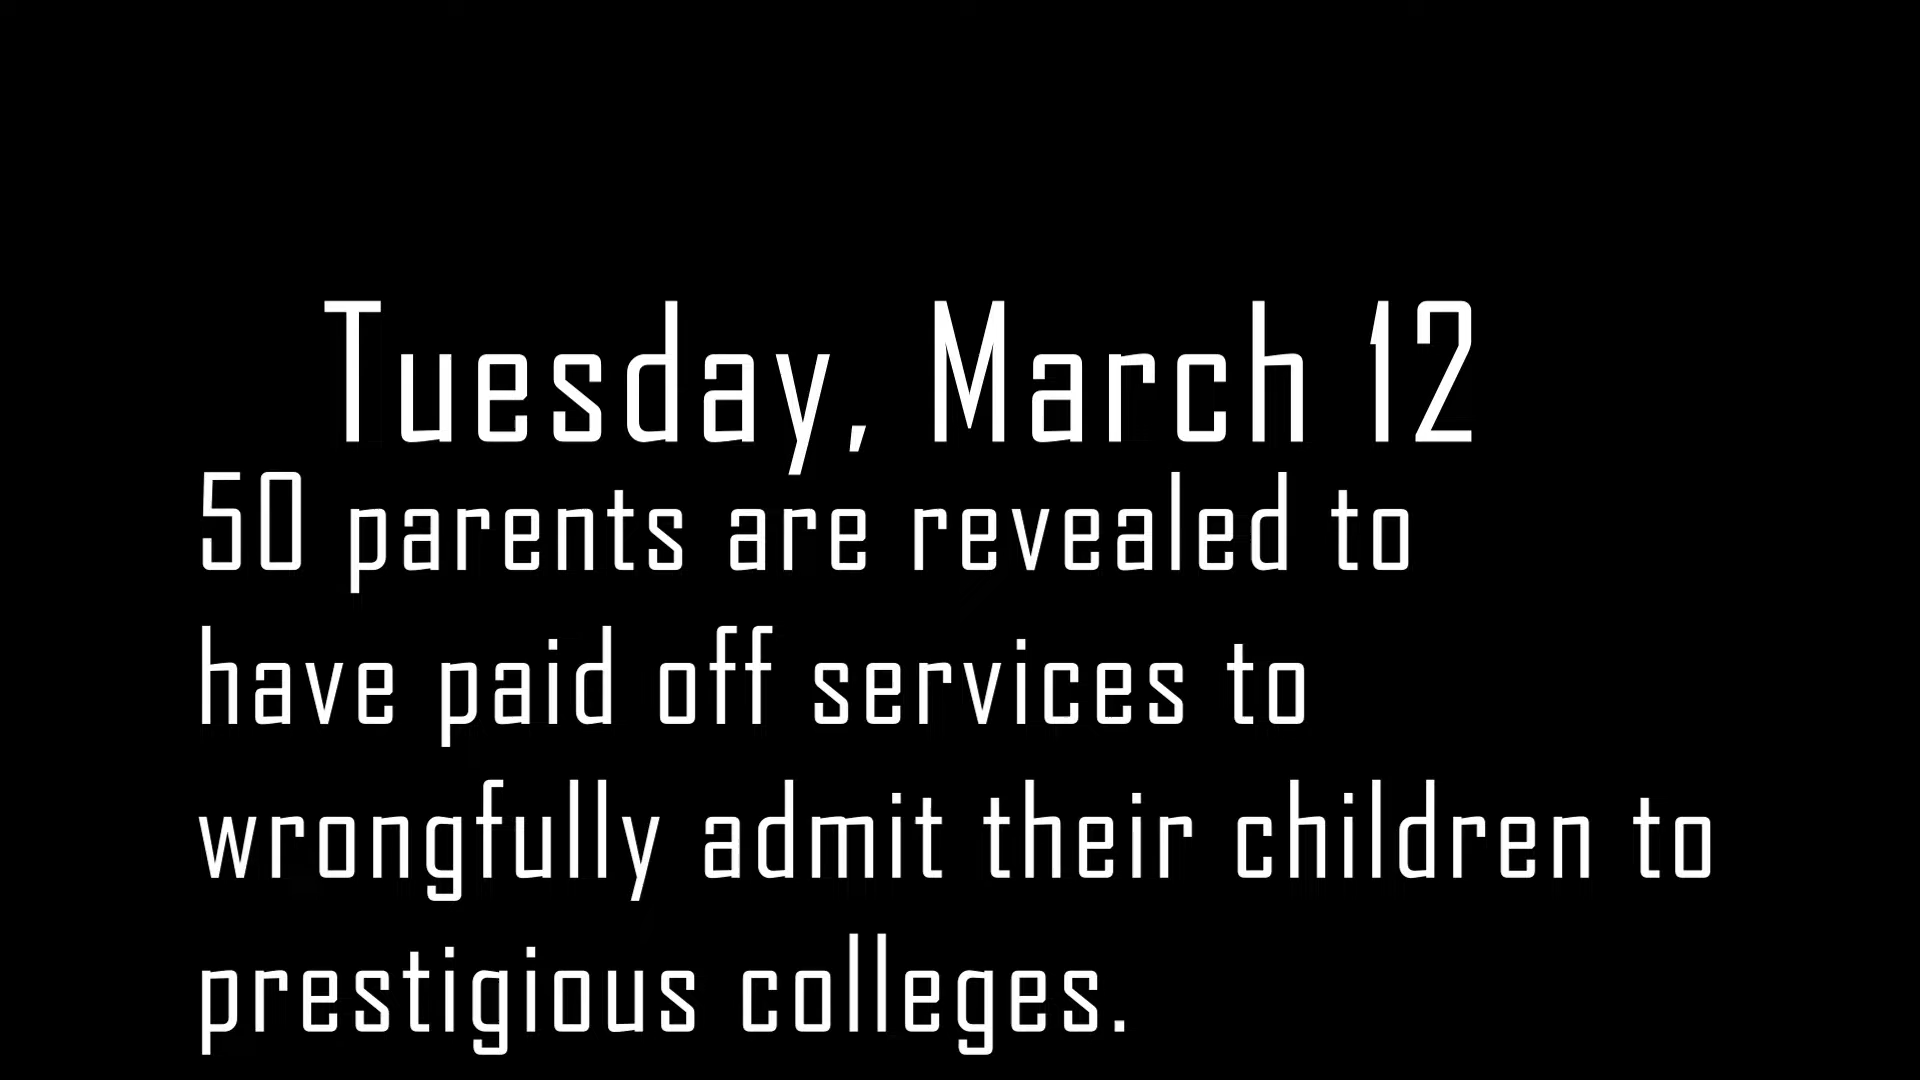 Tuesday, March 12
50 parents are revealed to
have paid off services to
wrongfully admit their children to
prestigious colleges.